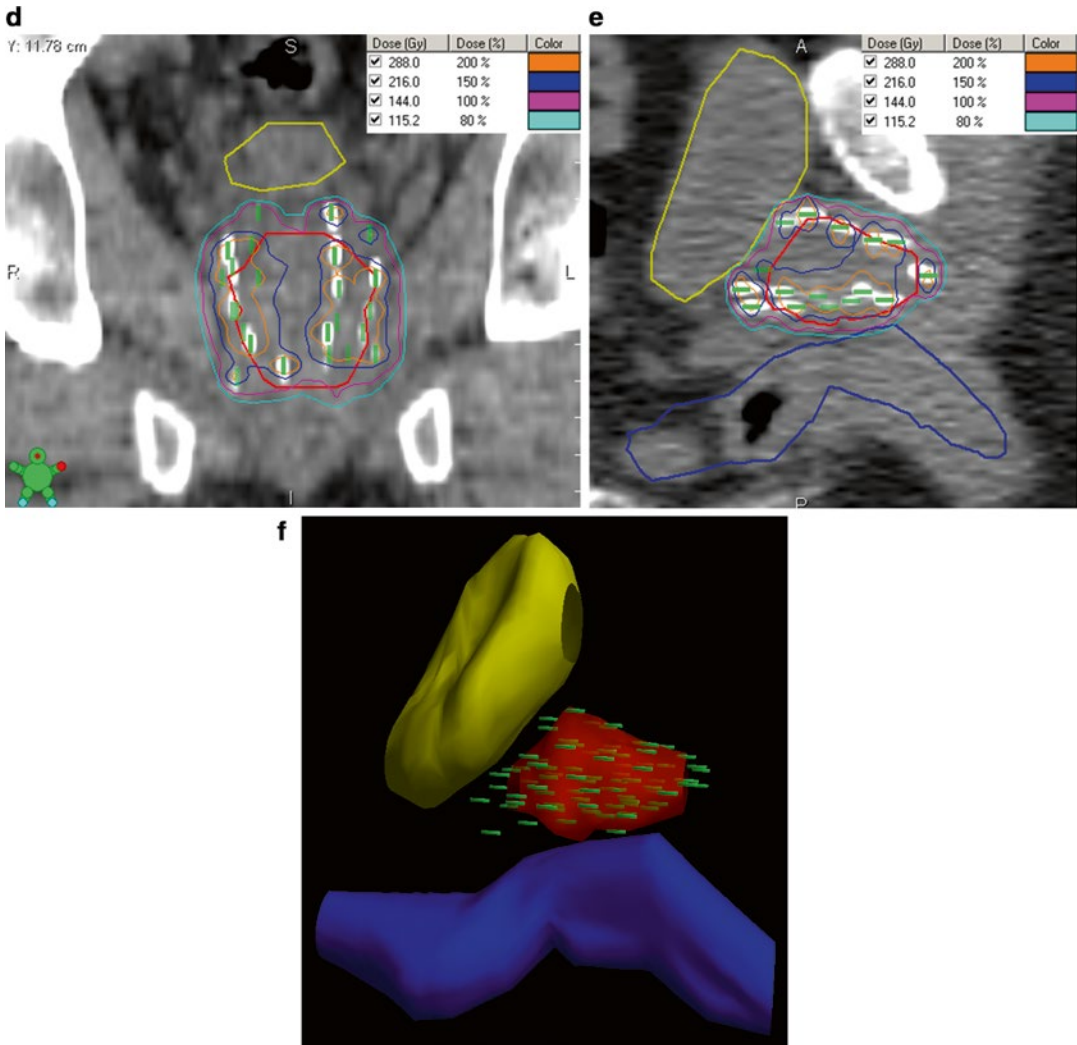 d
Y: 11.78 cm
S
Dose (Gy) Dose (%) Color
288.0 200 %
216.0 150 %
144.0 100 %
115.2 80 %
R
L
I
e
A
Dose (Gy) Dose (%) Color
288.0 200 %
216.0 150 %
144.0 100 %
115.2 80 %
P
f